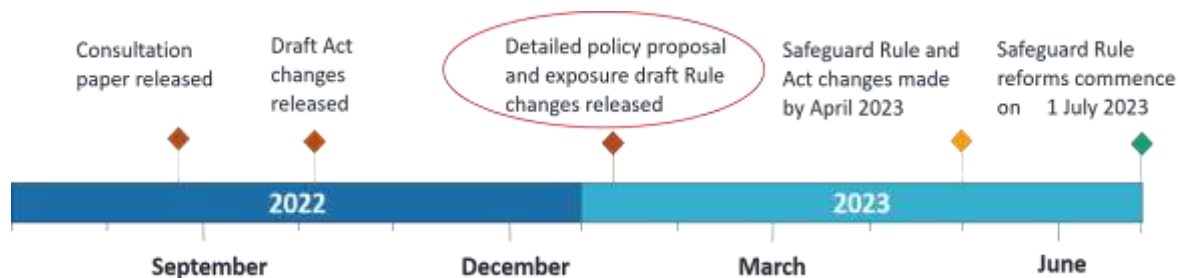 Consultation
paper released
Draft Act
changes
released
Detailed policy proposal
and exposure draft Rule
changes released
Safeguard Rule and
Act changes made
by April 2023
Safeguard Rule
reforms commence
on 1 July 2023
2022
2023
September
December
March
June